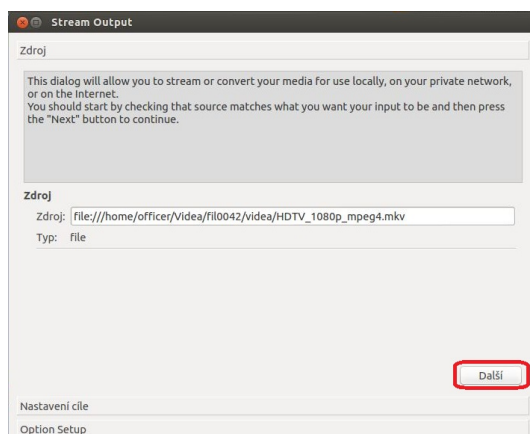 Stream Output
Zdroj
This dialog will allow you to stream or convert your media for use locally, on your private network,
or on the Internet.
You should start by checking that source matches what you want your input to be and then press
the "Next" button to continue.
Zdroj
Zdroj: file:///home/officer/Videa/fil0042/videa/HDTV_1080p_mpeg4.mkv
Typ: file
Další
Nastavení cíle
Option Setup